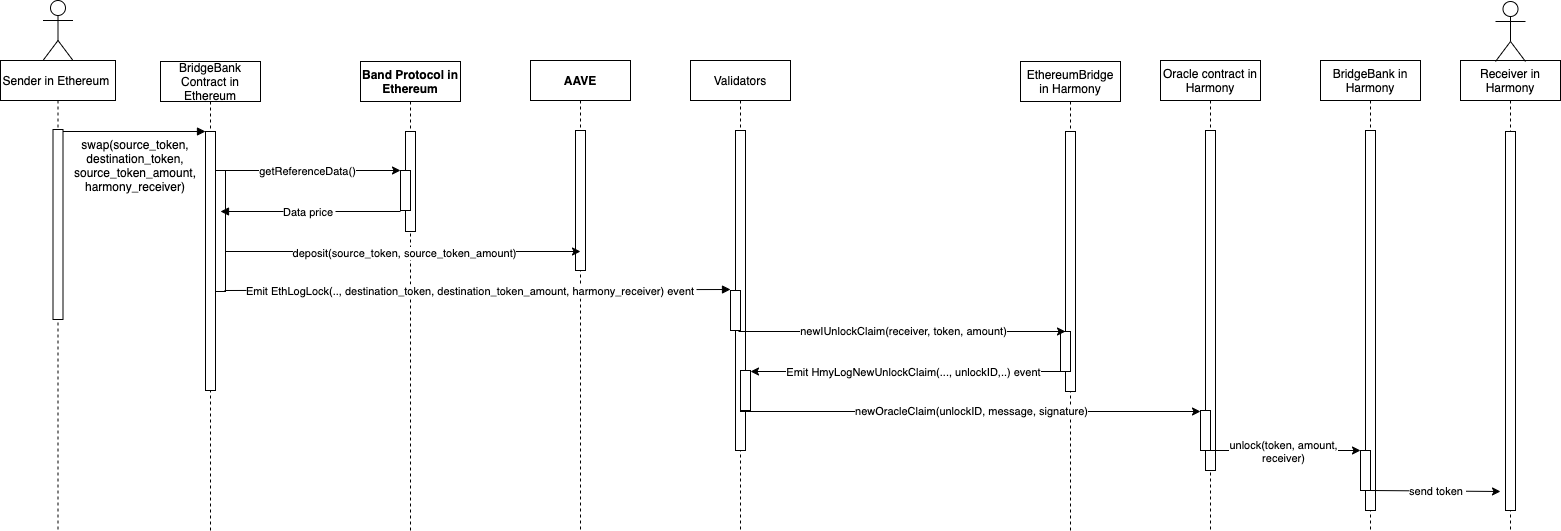 Sender in Ethereum
BridgeBank
Contract in
Ethereum
Band Protocol in
Ethereum
AAVE
Validators
EthereumBridge
in Harmony
Oracle contract in
Harmony
BridgeBank in
Harmony
Receiver in
Harmony
swap(source_token,
destination_token,
source_token_amount,
harmony_receiver)
getReferenceData()
Data price
deposit(source_token, source_token_amount)
Emit EthLogLock(.., destination_token, destination_token_amount, harmony_receiver) event
newIUnlockClaim(receiver, token, amount)
Emit HmyLogNewUnlockClaim(..., unlockID,..) event
newOracleClaim(unlockID, message, signature)
unlock(token, amount,
receiver)
send token